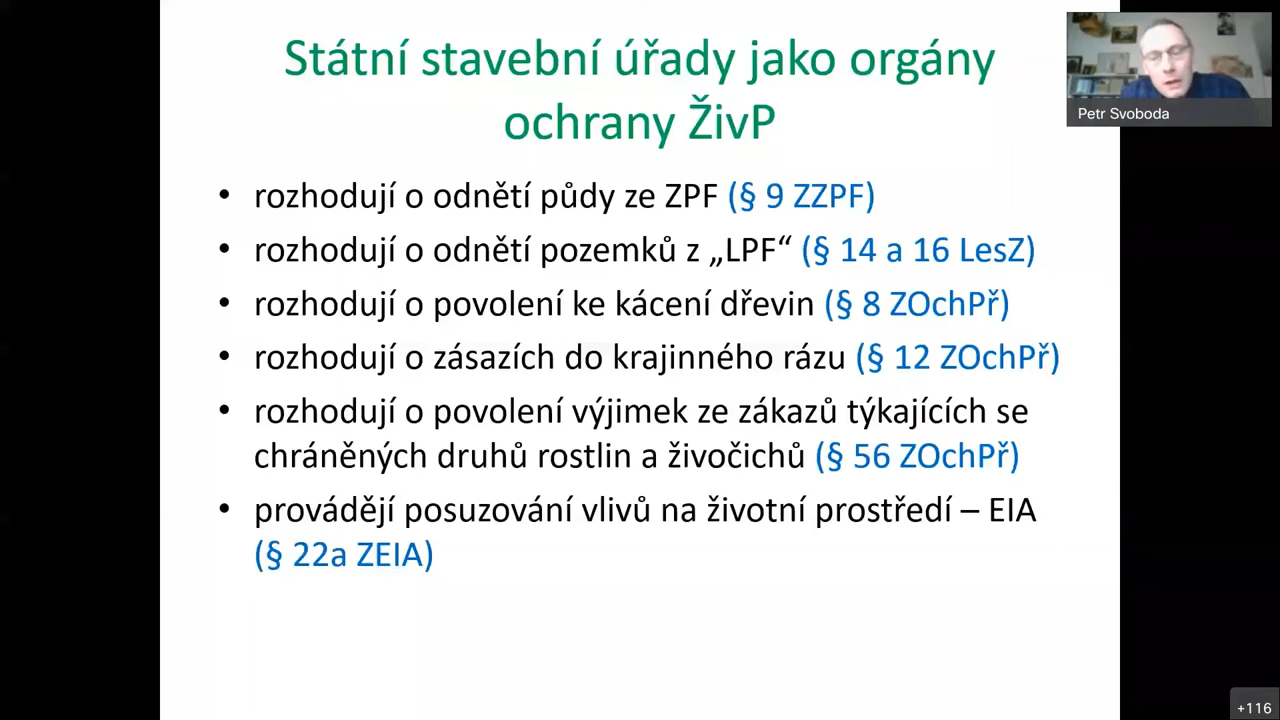 Státní stavební úřady jako orgány
ochrany ŽivP
Petr Svoboda
• rozhodují o odnětí půdy ze ZPF (§ 9 ZZPF)
• rozhodují o odnětí pozemků z „LPF“ (§ 14 a 16 LesZ)
• rozhodují o povolení ke kácení dřevin (§ 8 ZOchPř)
• rozhodují o zásazích do krajinného rázu (§ 12 ZOchPř)
• rozhodují o povolení výjimek ze zákazů týkajících se
chráněných druhů rostlin a živočichů (§ 56 ZOchPř)
• provádějí posuzování vlivů na životní prostředí – EIA
(§ 22a ZEIA)
+116